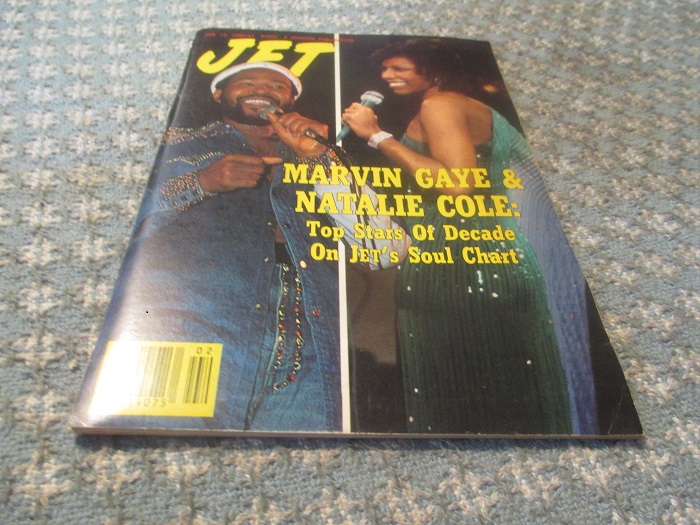 JET
MARVIN GAYE &
NATALIE COLE:
Top Stars Of Decade
On JET's Soul Chart
02